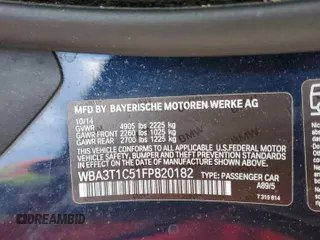 MFD BY BAYERISCHE MOTOREN WERKE AG
10/14
GVWR 4905 lbs 2225 kg
GAWR FRONT 2260 lbs 1025 kg
GAWR REAR 2700 lbs 1225 kg
THIS VEHICLE CONFORMS TO ALL APPLICABLE U.S. FEDERAL MOTOR
VEHICLE SAFETY, BUMPER, AND THEFT PREVENTION STANDARDS
IN EFFECT ON THE DATE OF MANUFACTURE SHOWN ABOVE.
WBA3T1C51FP820182 TYPE: PASSENGER CAR
A89/5
7 319 814
DREAMBID